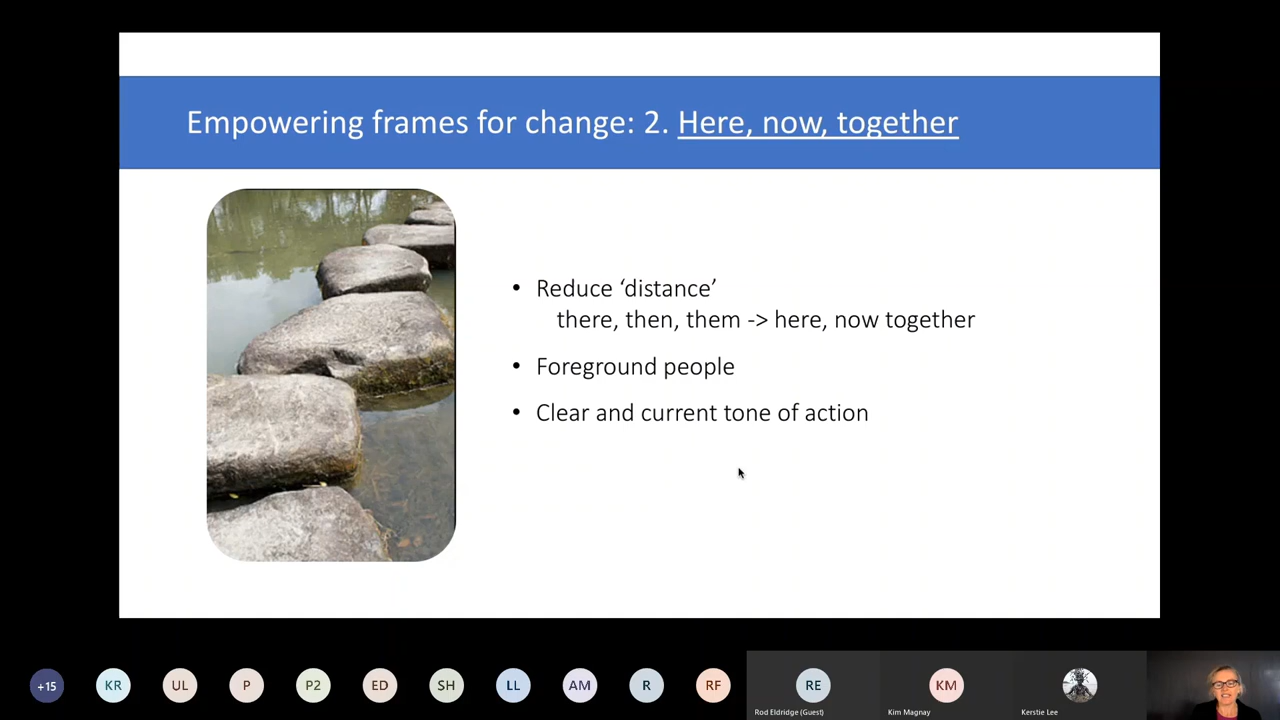 Empowering frames for change: 2. Here, now, together
• Reduce ‘distance’
there, then, them -> here, now together
• Foreground people
• Clear and current tone of action
+15
KR
UL
P
P2
ED
SH
LL
AM
R
RF
RE
KM
Rod Eldridge (Guest)
Kim Magnay
Kerstie Lee